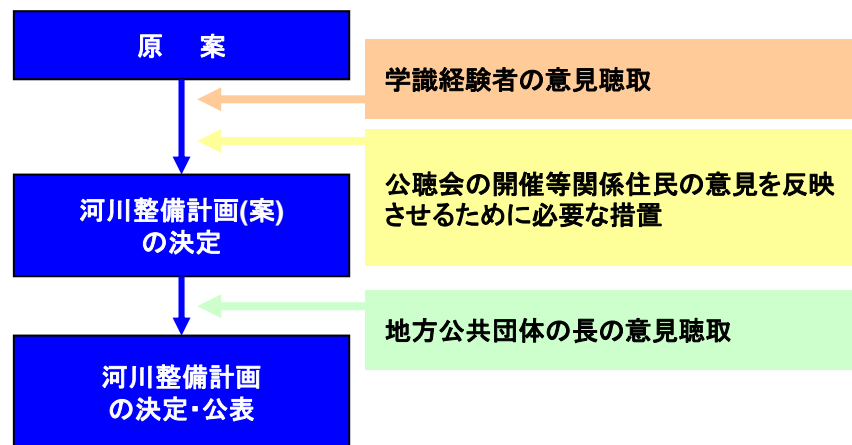 原　案
学識経験者の意見聴取
公聴会の開催等関係住民の意見を反映
させるために必要な措置
河川整備計画(案)
の決定
地方公共団体の長の意見聴取
河川整備計画
の決定・公表